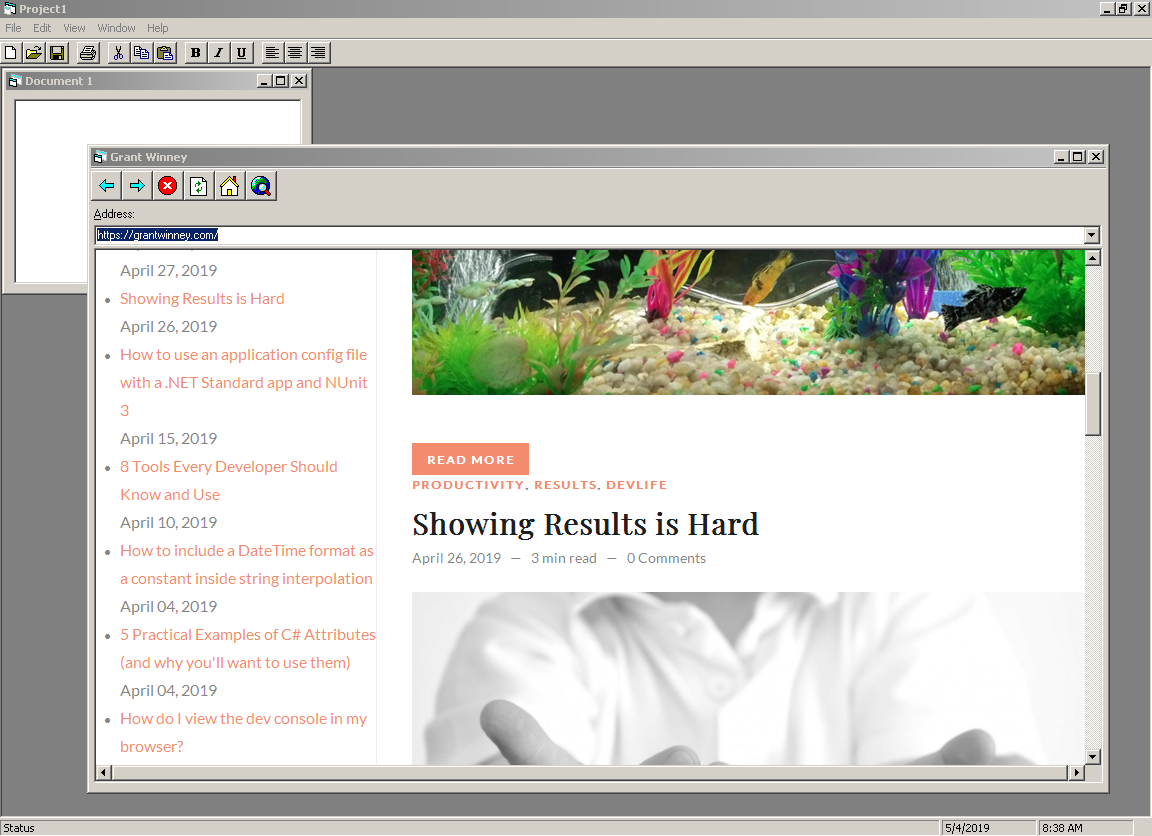 Project1
File Edit View Window Help
B I U
Document 1
Grant Winney
Address:
https://grantwinney.com/
April 27, 2019
Showing Results is Hard
April 26, 2019
How to use an application config file
with a .NET Standard app and NUnit
3
April 15, 2019
8 Tools Every Developer Should
Know and Use
April 10, 2019
How to include a DateTime format as
a constant inside string interpolation
April 04, 2019
5 Practical Examples of C# Attributes
(and why you'll want to use them)
April 04, 2019
How do I view the dev console in my
browser?
READ MORE
PRODUCTIVITY, RESULTS, DEVLIFE
Showing Results is Hard
April 26, 2019 — 3 min read — 0 Comments
Status
5/4/2019
8:38 AM